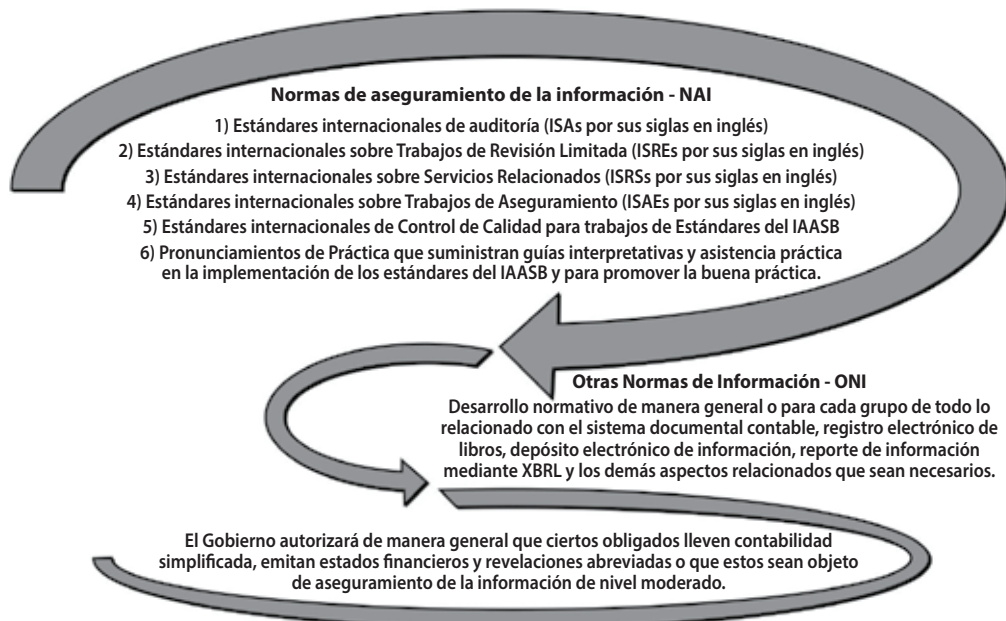 Normas de aseguramiento de la información - NAI
1) Estándares internacionales de auditoría (ISAs por sus siglas en inglés)
2) Estándares internacionales sobre Trabajos de Revisión Limitada (ISREs por sus siglas en inglés)
3) Estándares internacionales sobre Servicios Relacionados (ISRSs por sus siglas en inglés)
4) Estándares internacionales sobre Trabajos de Aseguramiento (ISAEs por sus siglas en inglés)
5) Estándares internacionales de Control de Calidad para trabajos de Estándares del IAASB
6) Pronunciamientos de Práctica que suministran guías interpretativas y asistencia práctica
en la implementación de los estándares del IAASB y para promover la buena práctica.
Otras Normas de Información - ONI
Desarrollo normativo de manera general o para cada grupo de todo lo
relacionado con el sistema documental contable, registro electrónico de
libros, depósito electrónico de información, reporte de información
mediante XBRL y los demás aspectos relacionados que sean necesarios.
El Gobierno autorizará de manera general que ciertos obligados lleven contabilidad
simplificada, emitan estados financieros y revelaciones abreviadas o que estos sean objeto
de aseguramiento de la información de nivel moderado.